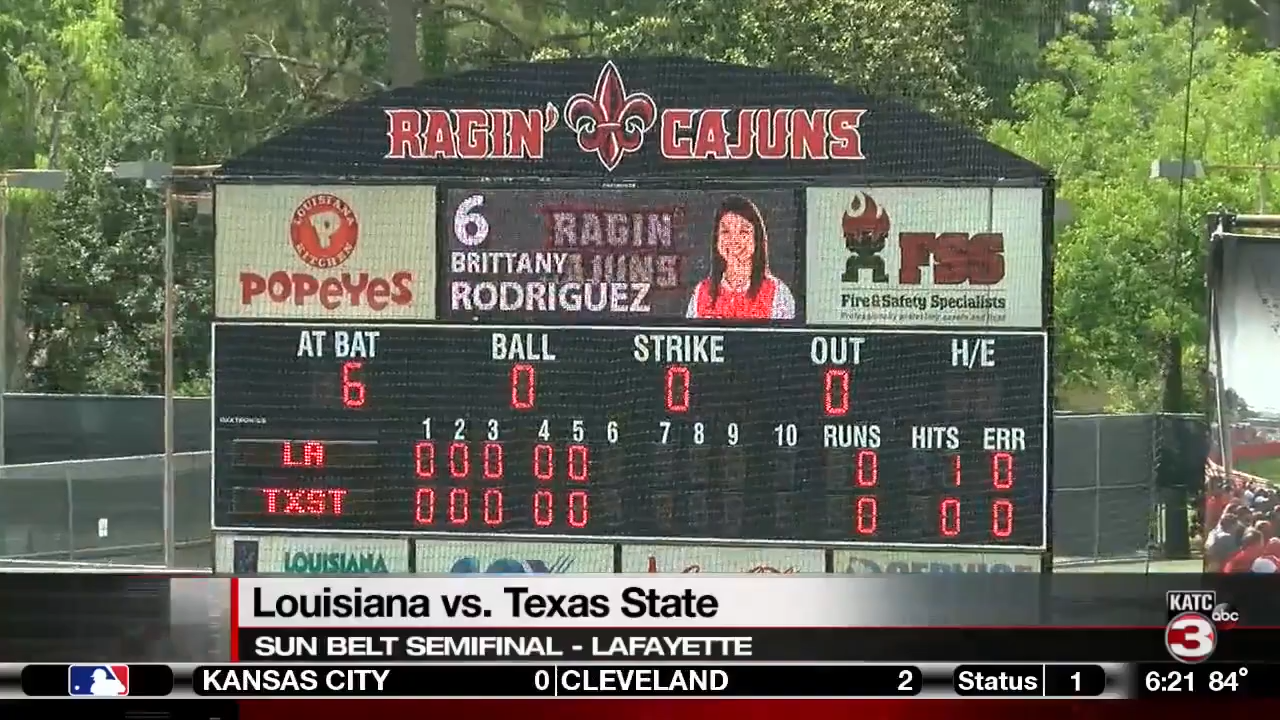 RAGIN' CAJUNS
LOUISIANA
KITCHEN
P
POPEYES
6
BRITTANY
RODRIGUEZ
RAGIN
FSS
Fire & Safety Specialists
AT BAT BALL STRIKE OUT H/E
6 0 0 0
1 2 3 4 5 6 7 8 9 10 RUNS HITS ERR
LA 0 0 0 0 0 0 1 0
TXST 0 0 0 0 0 0 0 0
LOUISIANA
Louisiana vs. Texas State
SUN BELT SEMIFINAL - LAFAYETTE
KATC
abc
3
KANSAS CITY 0 CLEVELAND 2 Status 1 6:21 84°